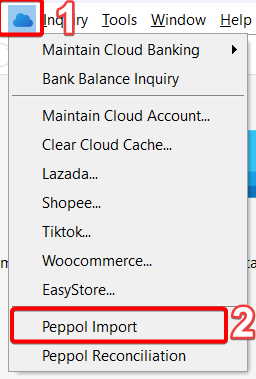 1
Inquiry Tools Window Help
Maintain Cloud Banking
Bank Balance Inquiry
Maintain Cloud Account...
Clear Cloud Cache...
Lazada...
Shopee...
Tiktok...
Woocommerce...
EasyStore...
Peppol Import
2
Peppol Reconciliation